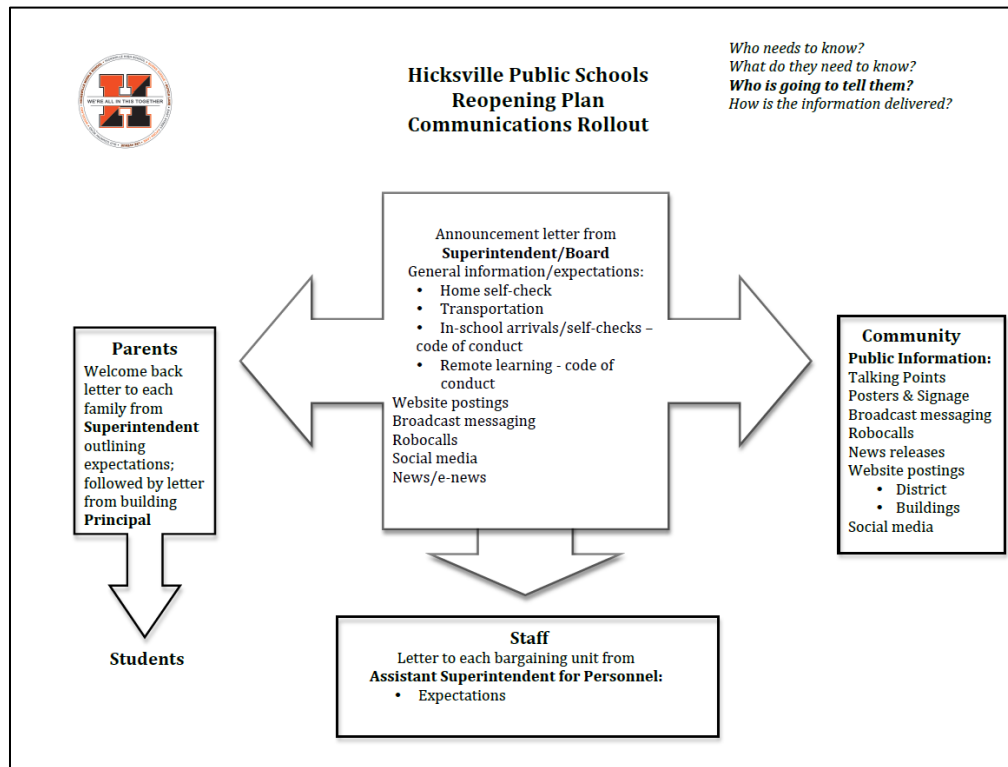 Hicksville Public Schools
Reopening Plan
Communications Rollout
Who needs to know?
What do they need to know?
Who is going to tell them?
How is the information delivered?
H
WE'RE ALL IN THIS TOGETHER
Announcement letter from
Superintendent/Board
General information/expectations:
• Home self-check
• Transportation
• In-school arrivals/self-checks –
code of conduct
• Remote learning - code of
conduct
Website postings
Broadcast messaging
Robocalls
Social media
News/e-news
Parents
Welcome back
letter to each
family from
Superintendent
outlining
expectations;
followed by letter
from building
Principal
Students
Community
Public Information:
Talking Points
Posters & Signage
Broadcast messaging
Robocalls
News releases
Website postings
• District
• Buildings
Social media
Staff
Letter to each bargaining unit from
Assistant Superintendent for Personnel:
• Expectations